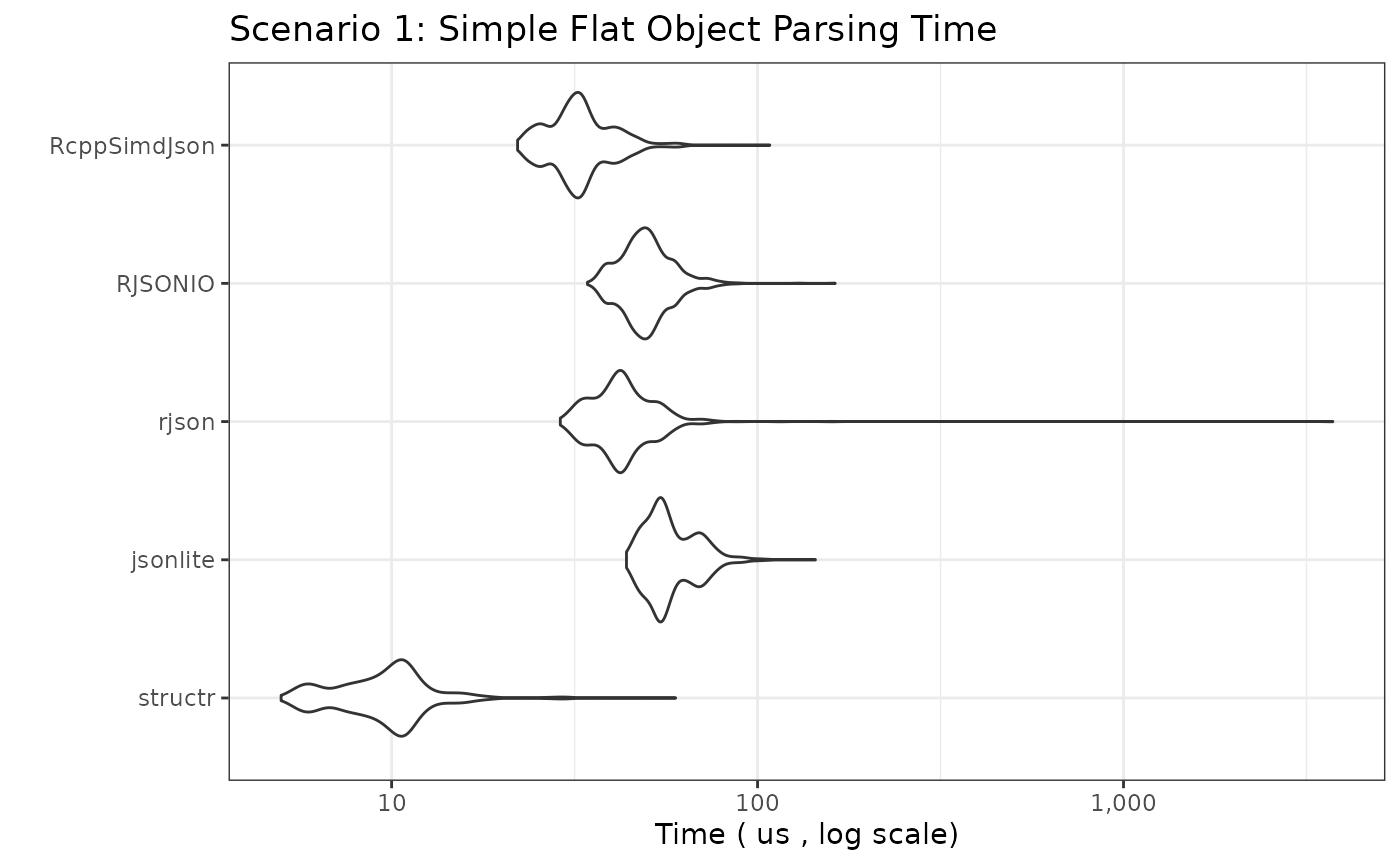 Scenario 1: Simple Flat Object Parsing Time
RcppSimdJson
RJSONIO
rjson
jsonlite
structr
10 100 1,000
Time ( us , log scale)